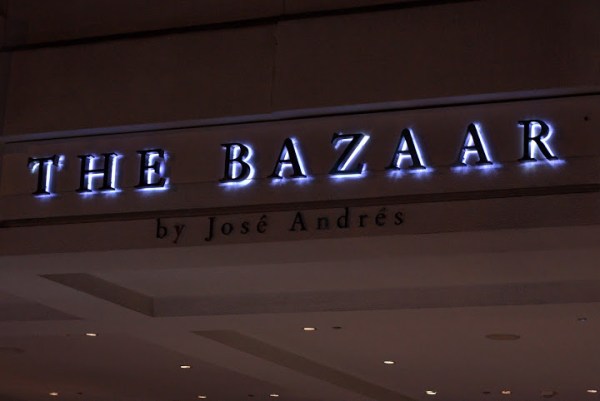 THE BAZAAR
by José Andrés